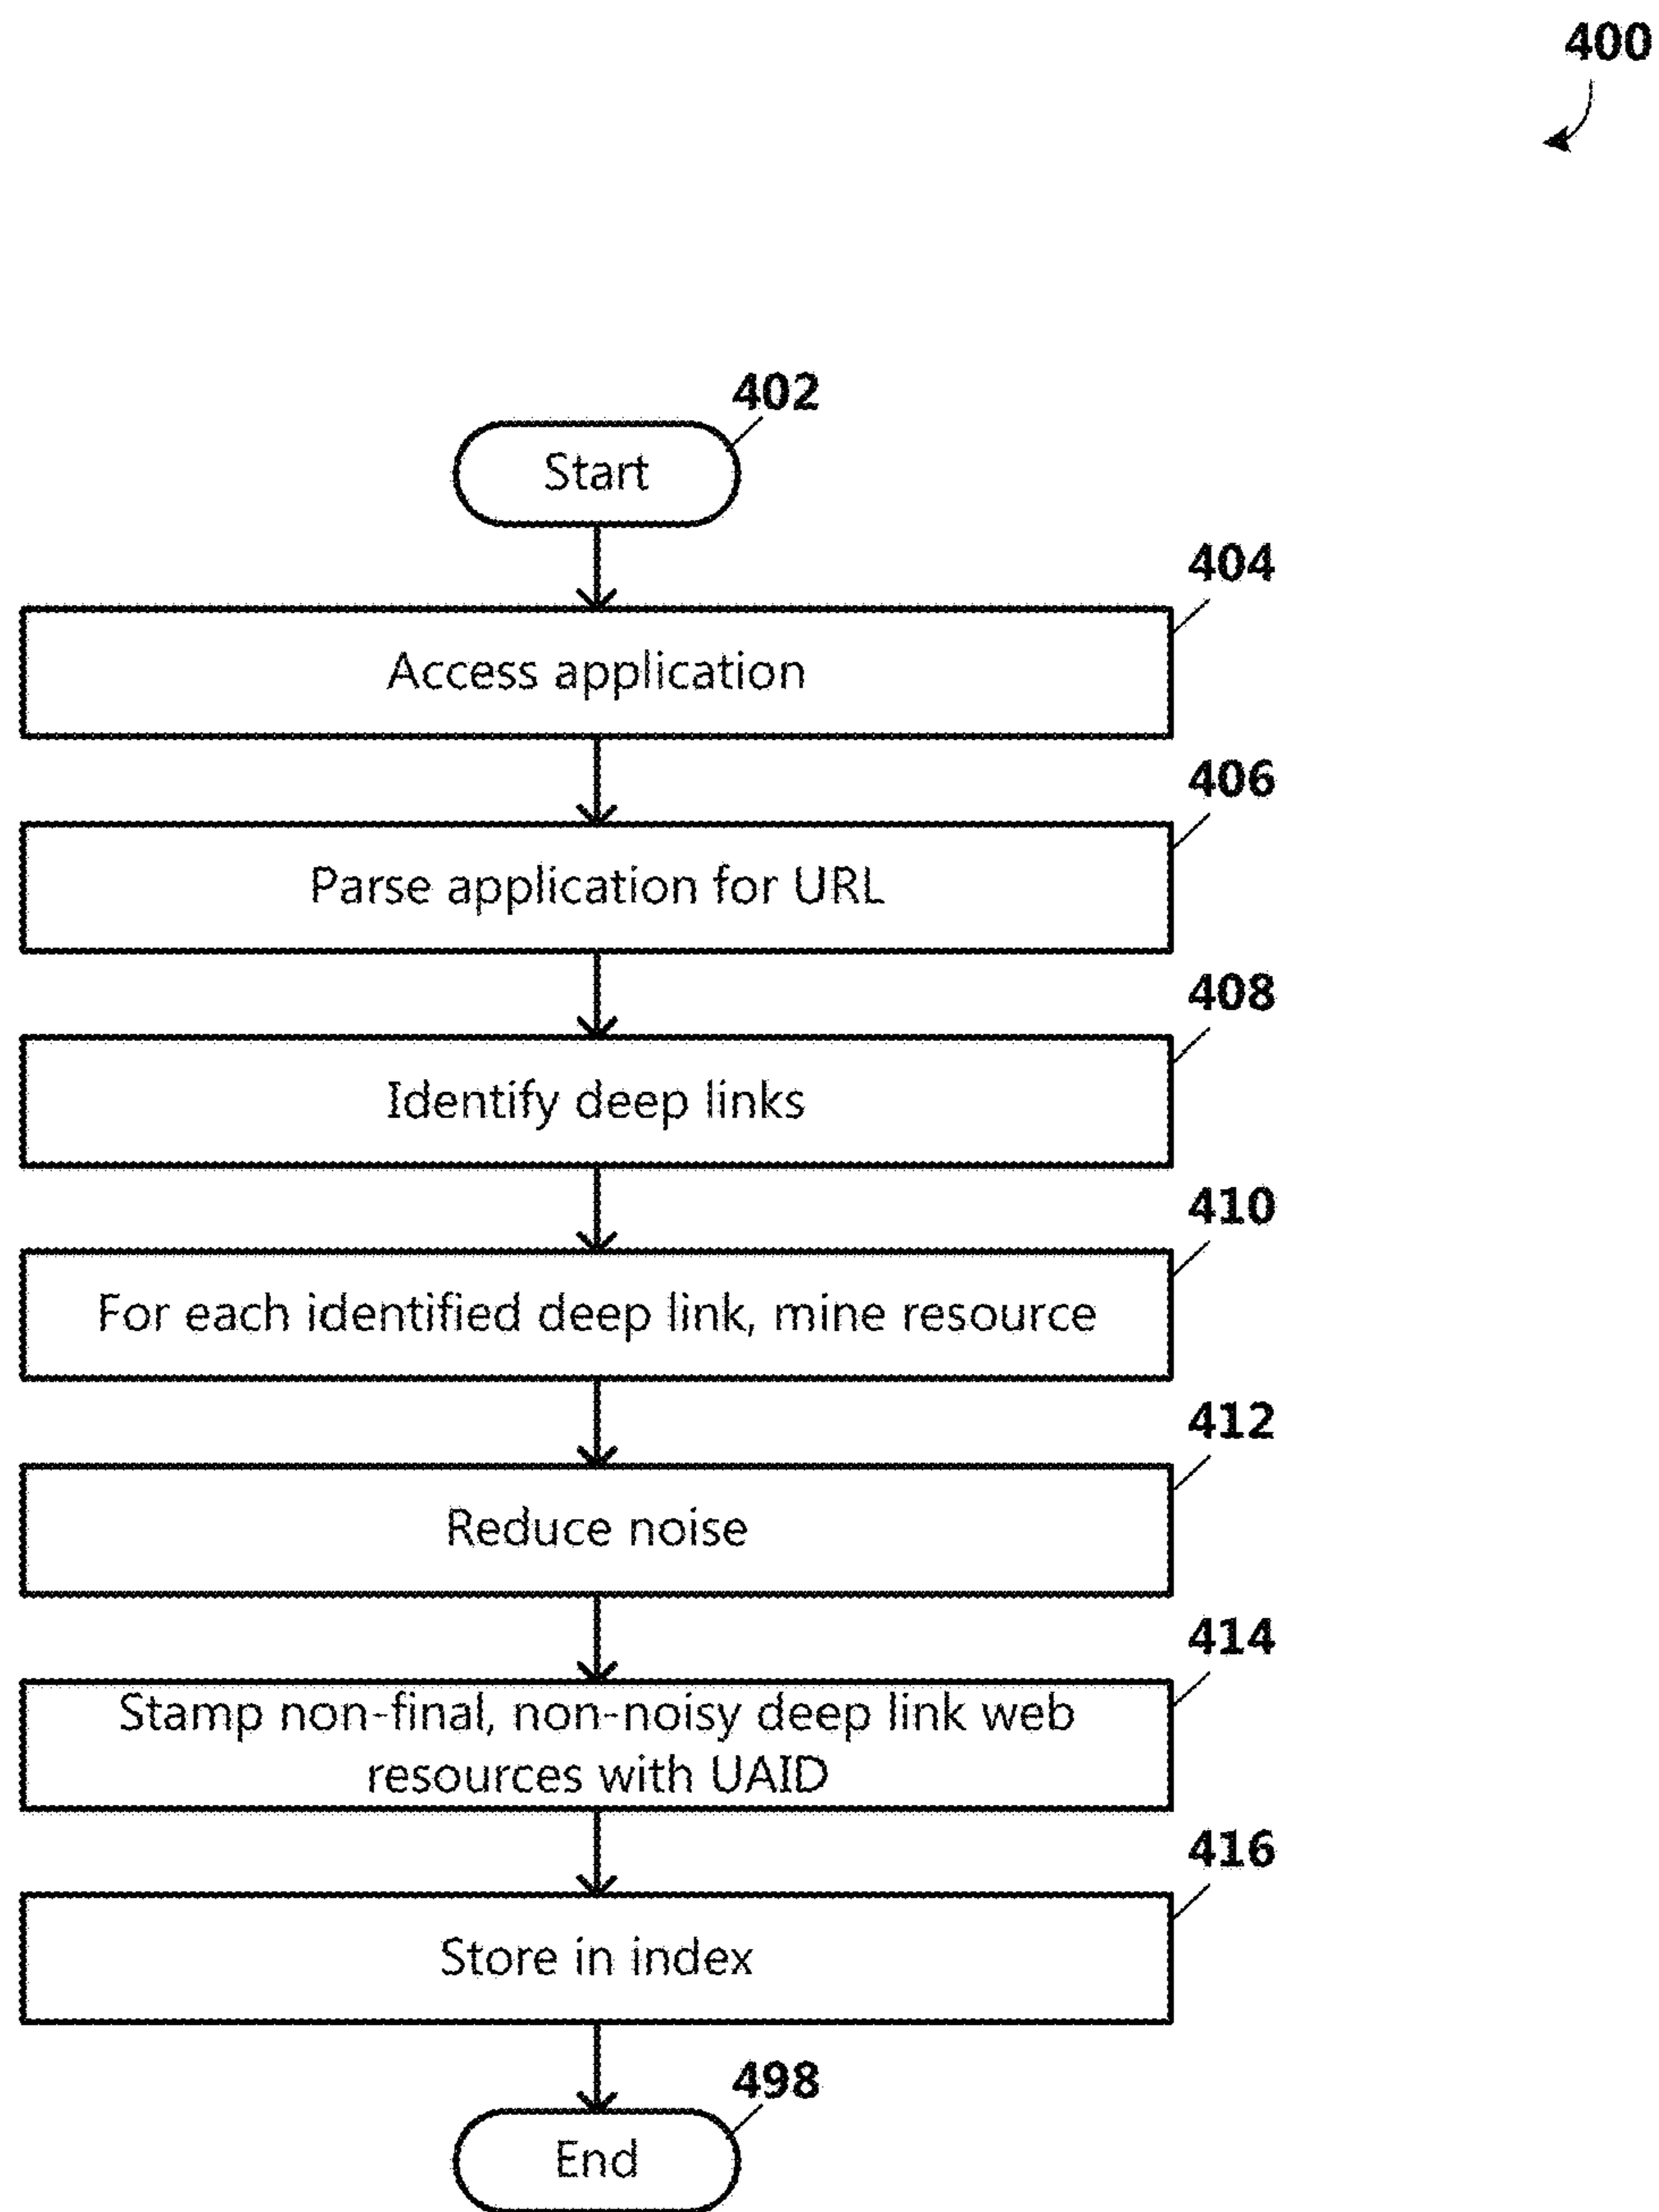 400
402
Start
404
Access application
406
Parse application for URL
408
Identify deep links
410
For each identified deep link, mine resource
412
Reduce noise
414
Stamp non-final, non-noisy deep link web
resources with UAID
416
Store in index
498
End